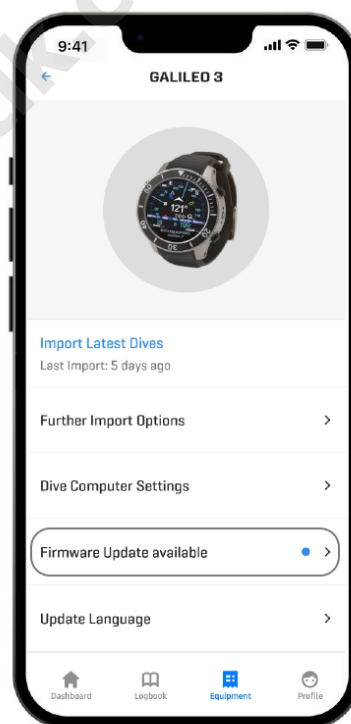 9:41
GALILEO 3
121°
Import Latest Dives
Last Import: 5 days ago
Further Import Options
Dive Computer Settings
Firmware Update available
Update Language
Dashboard
Logbook
Equipment
Profile